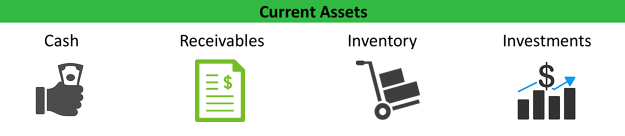 Current Assets
Cash Receivables Inventory Investments
$
$